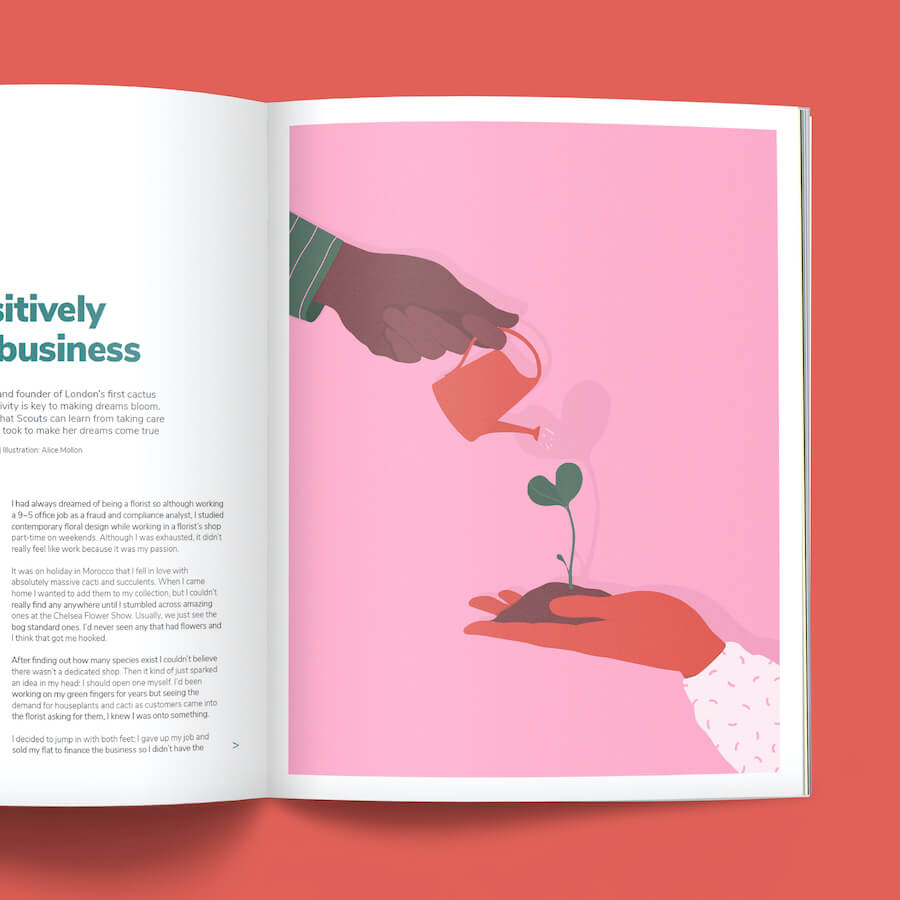 sitively
business
and founder of London's first cactus
ivity is key to making dreams bloom.
hat Scouts can learn from taking care
took to make her dreams come true
| Illustration: Alice Mollon
I had always dreamed of being a florist so although working
a 9–5 office job as a fraud and compliance analyst, I studied
contemporary floral design while working in a florist's shop
part-time on weekends. Although I was exhausted, it didn't
really feel like work because it was my passion.
It was on holiday in Morocco that I fell in love with
absolutely massive cacti and succulents. When I came
home I wanted to add them to my collection, but I couldn't
really find any anywhere until I stumbled across amazing
ones at the Chelsea Flower Show. Usually, we just see the
bog standard ones. I'd never seen any that had flowers and
I think that got me hooked.
After finding out how many species exist I couldn't believe
there wasn't a dedicated shop. Then it kind of just sparked
an idea in my head: I should open one myself. I'd been
working on my green fingers for years but seeing the
demand for houseplants and cacti as customers came into
the florist asking for them, I knew I was onto something.
I decided to jump in with both feet; I gave up my job and
sold my flat to finance the business so I didn't have the
>